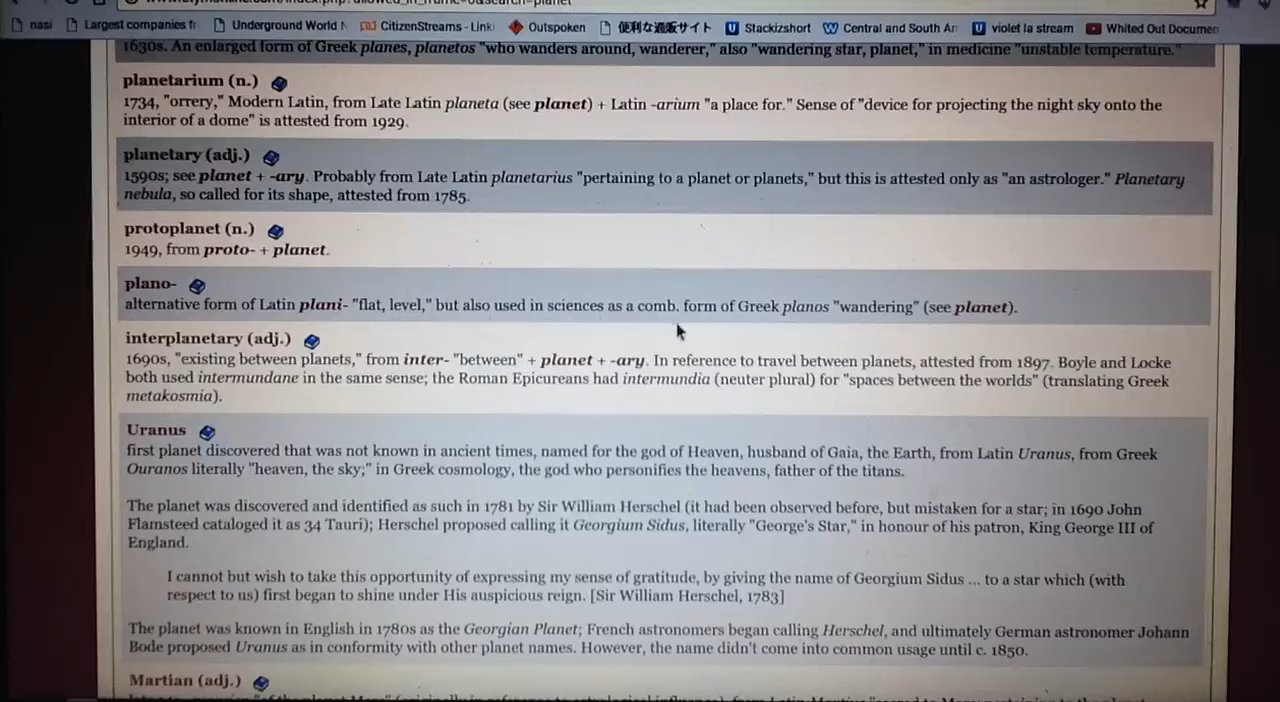 nasi Largest companies fr Underground World N CitizenStreams - Link Outspoken 便利な通販サイト Stackizshort Central and South An violet la stream Whited Out Documen
1630s. An enlarged form of Greek planes, planetos "who wanders around, wanderer," also "wandering star, planet," in medicine "unstable temperature."
planetarium (n.)
1734, "orrery," Modern Latin, from Late Latin planeta (see planet) + Latin -arium "a place for." Sense of "device for projecting the night sky onto the
interior of a dome" is attested from 1929.
planetary (adj.)
1590s; see planet + -ary. Probably from Late Latin planetarius "pertaining to a planet or planets," but this is attested only as "an astrologer." Planetary
nebula, so called for its shape, attested from 1785.
protoplanet (n.)
1949, from proto- + planet.
plano-
alternative form of Latin plani- "flat, level," but also used in sciences as a comb. form of Greek planos "wandering" (see planet).
interplanetary (adj.)
1690s, "existing between planets," from inter- "between" + planet + -ary. In reference to travel between planets, attested from 1897. Boyle and Locke
both used intermundane in the same sense; the Roman Epicureans had intermundia (neuter plural) for "spaces between the worlds" (translating Greek
metakosmia).
Uranus
first planet discovered that was not known in ancient times, named for the god of Heaven, husband of Gaia, the Earth, from Latin Uranus, from Greek
Ouranos literally "heaven, the sky;" in Greek cosmology, the god who personifies the heavens, father of the titans.
The planet was discovered and identified as such in 1781 by Sir William Herschel (it had been observed before, but mistaken for a star; in 1690 John
Flamsteed cataloged it as 34 Tauri); Herschel proposed calling it Georgium Sidus, literally "George's Star," in honour of his patron, King George III of
England.
I cannot but wish to take this opportunity of expressing my sense of gratitude, by giving the name of Georgium Sidus ... to a star which (with
respect to us) first began to shine under His auspicious reign. [Sir William Herschel, 1783]
The planet was known in English in 1780s as the Georgian Planet; French astronomers began calling Herschel, and ultimately German astronomer Johann
Bode proposed Uranus as in conformity with other planet names. However, the name didn't come into common usage until c. 1850.
Martian (adj.)